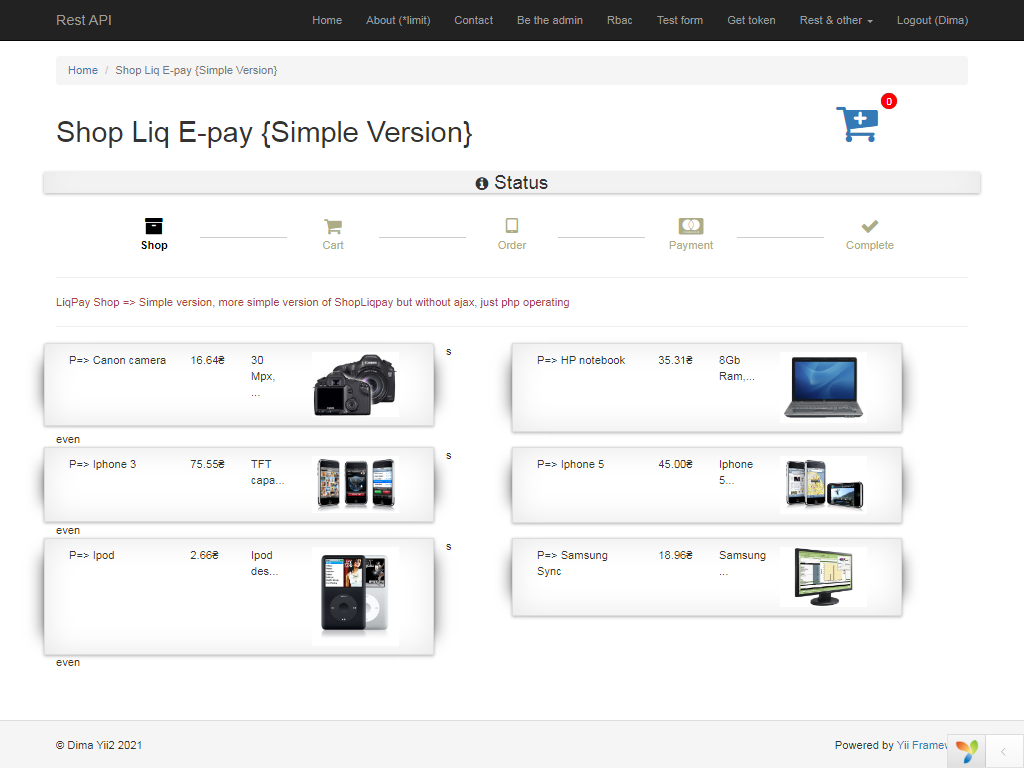 Rest API
Home
About (*limit)
Contact
Be the admin
Rbac
Test form
Get token
Rest & other
Logout (Dima)
Home / Shop Liq E-pay {Simple Version}
Shop Liq E-pay {Simple Version}
0
Status
Shop
Cart
Order
Payment
Complete
LiqPay Shop => Simple version, more simple version of ShopLiqpay but without ajax, just php operating
P=> Canon camera
16.64₴
30
Mpx,
...
s
P=> HP notebook
35.31₴
8Gb
Ram,...
even
P=> Iphone 3
75.55₴
TFT
capa...
s
P=> Iphone 5
45.00₴
Iphone
5...
even
P=> Ipod
2.66₴
Ipod
des...
s
P=> Samsung
Sync
18.96₴
Samsung
...
even
© Dima Yii2 2021
Powered by Yii Framew